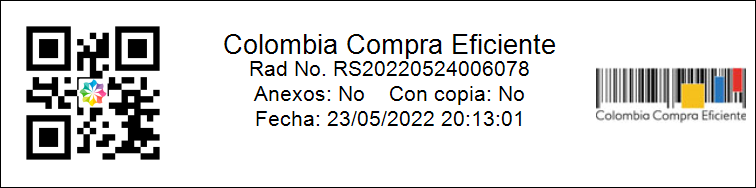 Colombia Compra Eficiente
Rad No. RS20220524006078
Anexos: No    Con copia: No
Fecha: 23/05/2022 20:13:01
Colombia Compra Eficiente